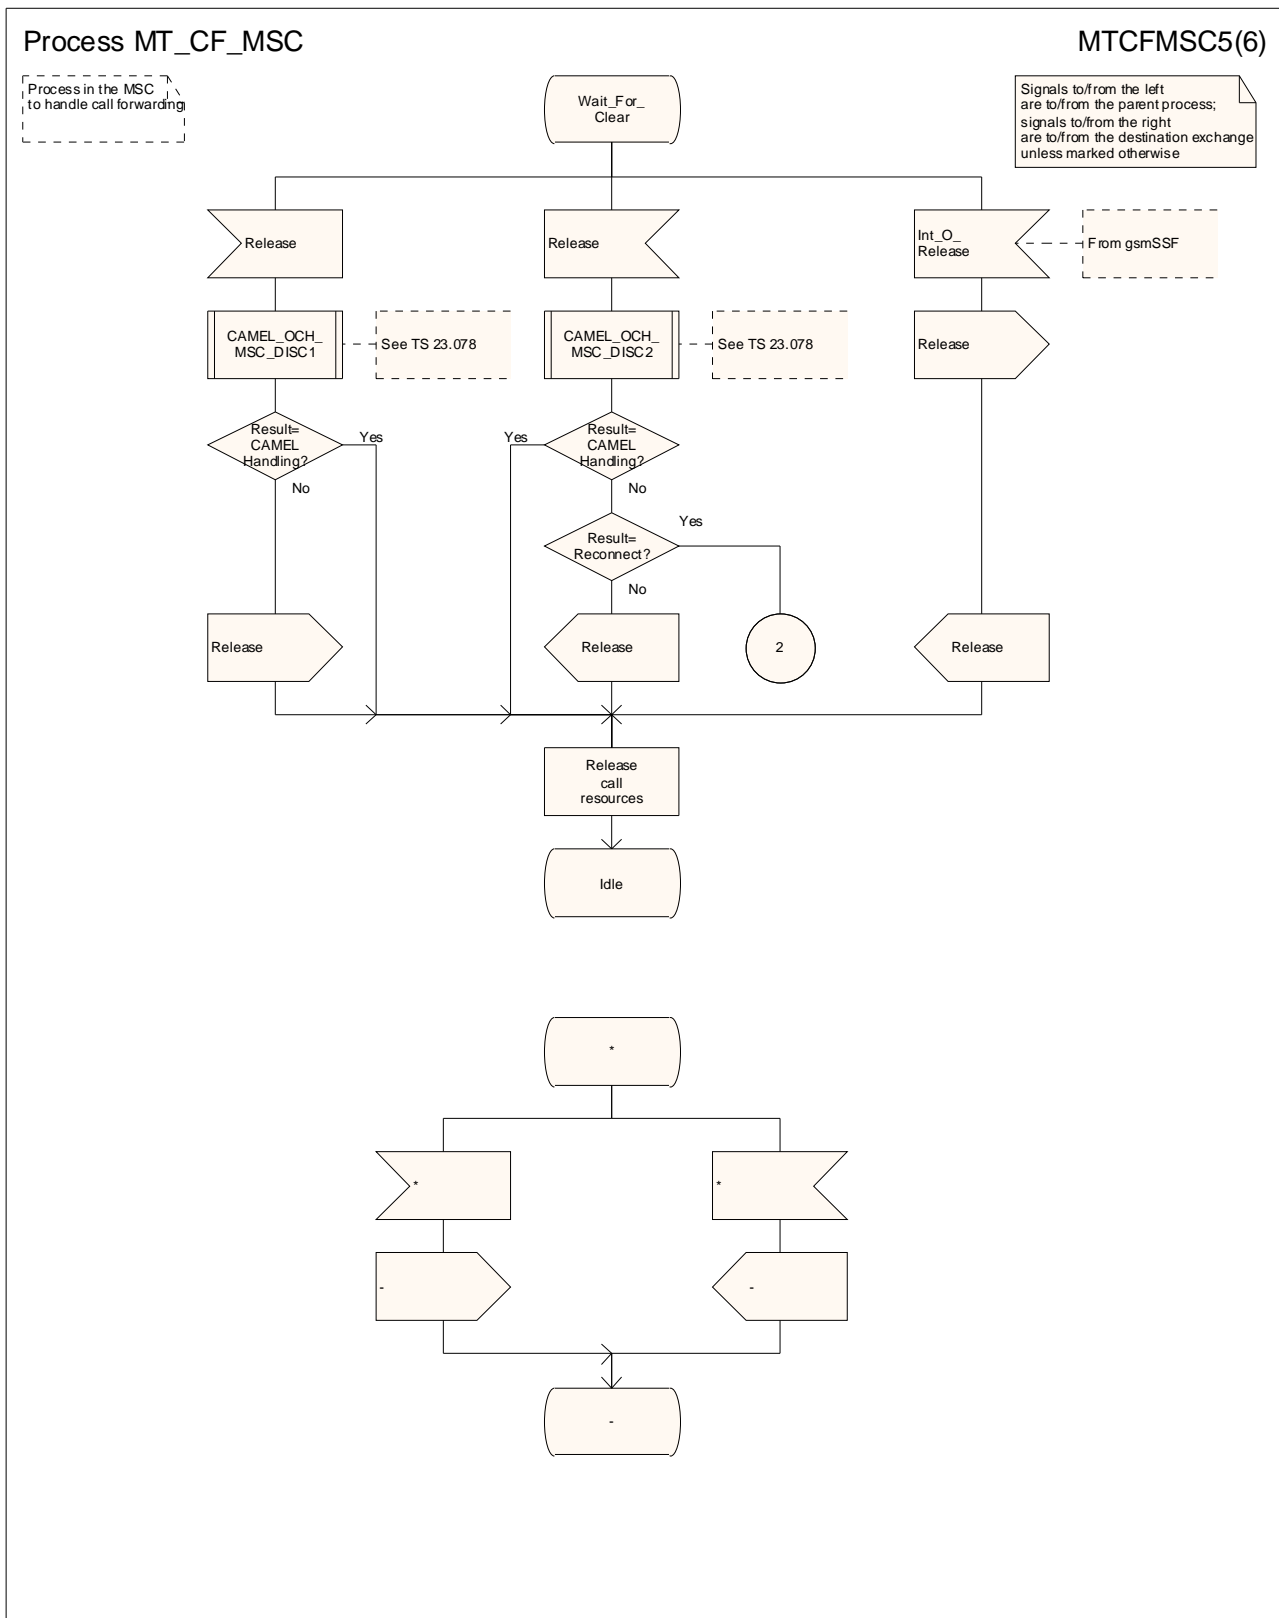 Process MT_CF_MSC
MTCFMSC5(6)
Process in the MSC
to handle call forwarding
Wait_For_
Clear
Signals to/from the left
are to/from the parent process;
signals to/from the right
are to/from the destination exchange
unless marked otherwise
Release
Release
Int_O_
Release
From gsmSSF
CAMEL_OCH_
MSC_DISC1
See TS 23.078
CAMEL_OCH_
MSC_DISC2
See TS 23.078
Release
Result=
CAMEL
Handling?
Yes
No
Yes
Result=
CAMEL
Handling?
No
Result=
Reconnect?
Yes
No
Release
Release
2
Release
Release
call
resources
Idle
*
*
*
-
-
-